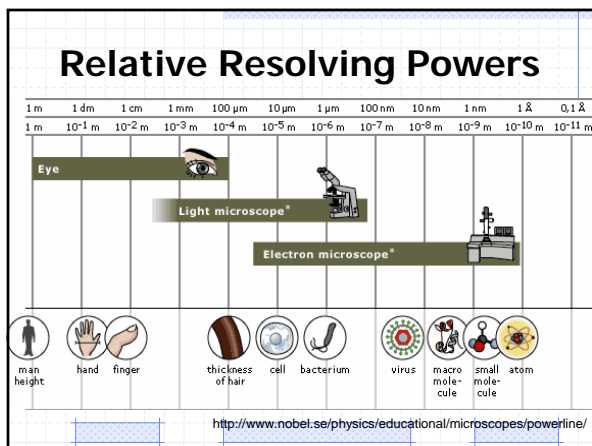 Relative Resolving Powers
1 m 1 dm 1 cm 1 mm 100 µm 10 µm 1 µm 100 nm 10 nm 1 nm 1 Å 0,1 Å
1 m 10⁻¹ m 10⁻² m 10⁻³ m 10⁻⁴ m 10⁻⁵ m 10⁻⁶ m 10⁻⁷ m 10⁻⁸ m 10⁻⁹ m 10⁻¹⁰ m 10⁻¹¹ m
Eye
Light microscope*
Electron microscope*
man hand finger thickness cell bacterium virus macro small atom
height of hair mole- mole-
cule cule
http://www.nobel.se/physics/educational/microscopes/powerline/